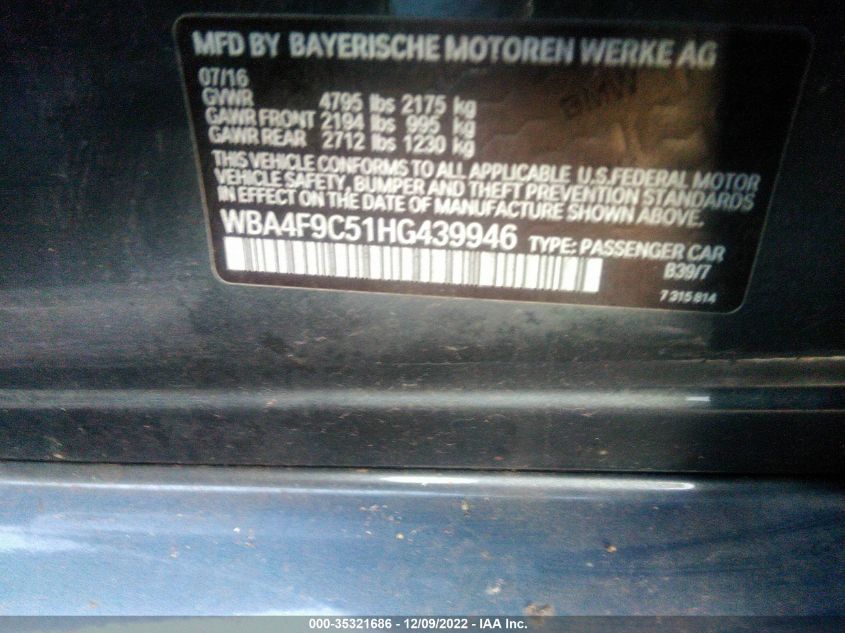 MFD BY BAYERISCHE MOTOREN WERKE AG
07/16
GVWR 4795 lbs 2175 kg
GAWR FRONT 2194 lbs 995 kg
GAWR REAR 2712 lbs 1230 kg
THIS VEHICLE CONFORMS TO ALL APPLICABLE U.S.FEDERAL MOTOR
VEHICLE SAFETY, BUMPER AND THEFT PREVENTION STANDARDS
IN EFFECT ON THE DATE OF MANUFACTURE SHOWN ABOVE.
WBA4F9C51HG439946 TYPE: PASSENGER CAR
B39/7
7 315 814
BMW
000-35321686 - 12/09/2022 - IAA Inc.